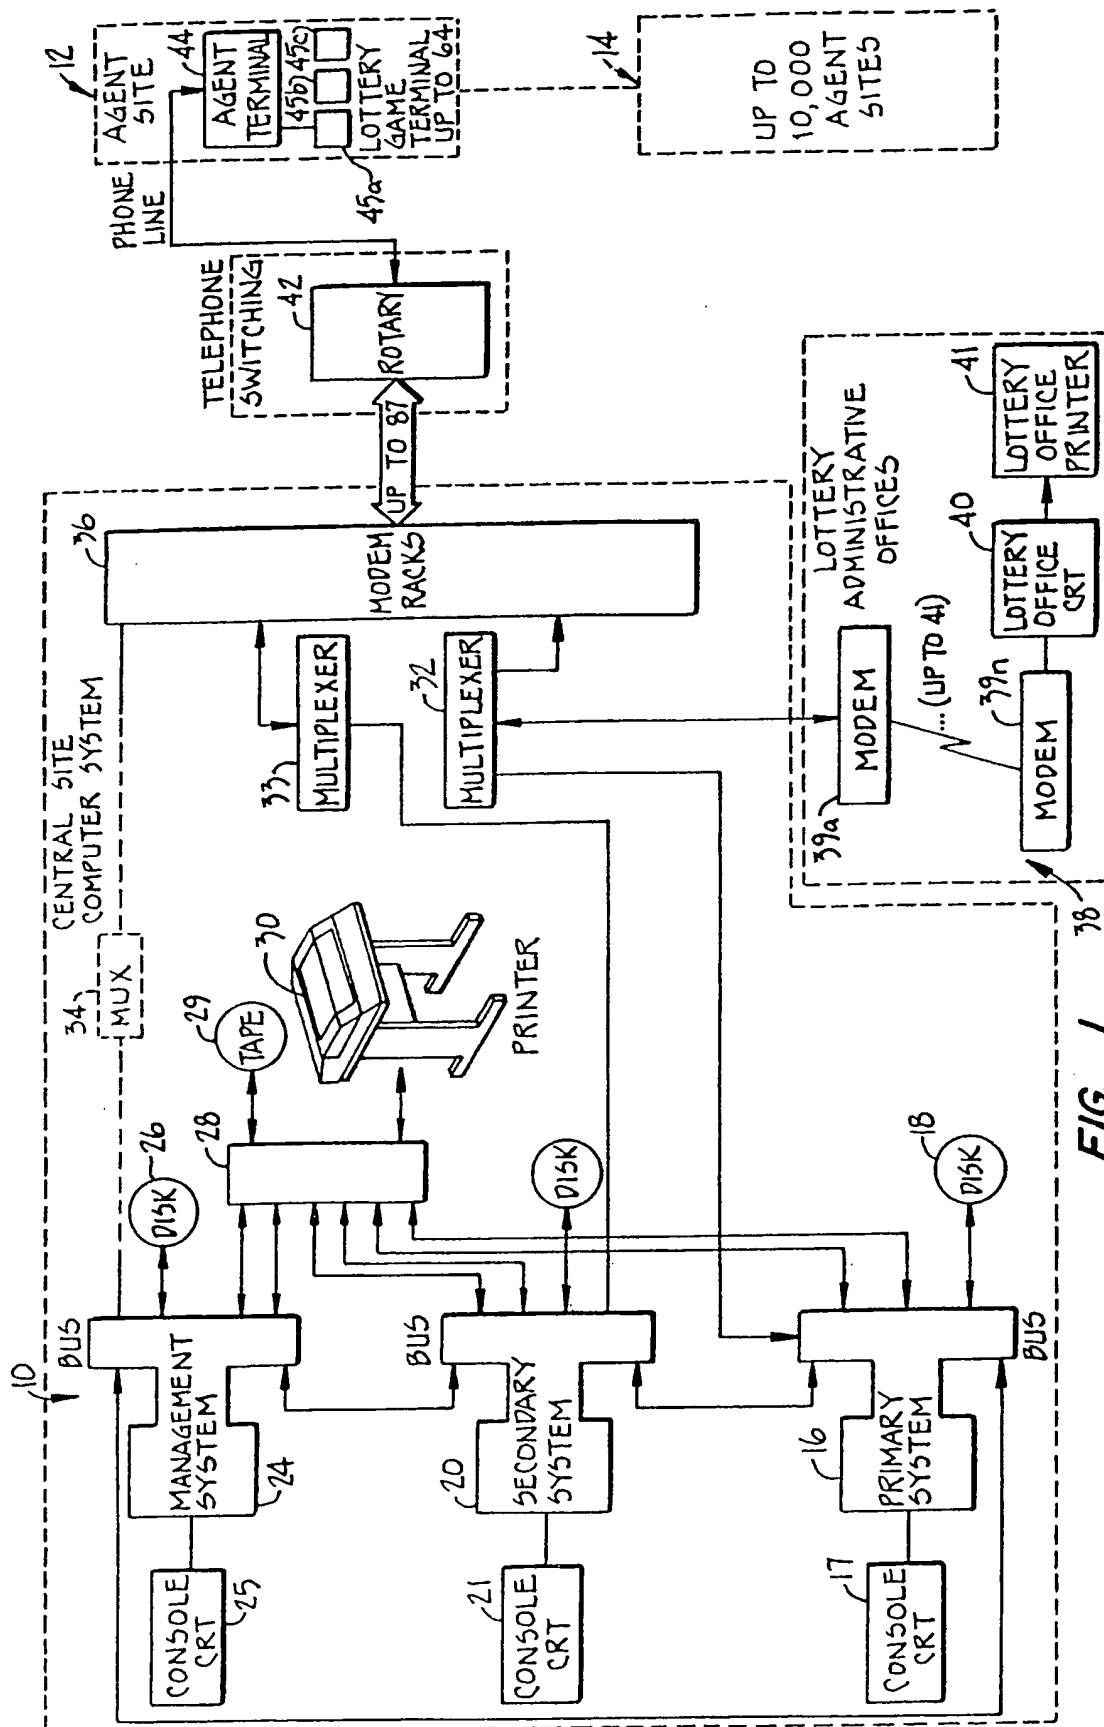 10
CENTRAL SITE
COMPUTER SYSTEM
CONSOLE
CRT
25
MANAGEMENT
SYSTEM
24
BUS
DISK
26
34
MUX
28
TAPE
29
30
PRINTER
CONSOLE
CRT
21
SECONDARY
SYSTEM
20
BUS
DISK
CONSOLE
CRT
17
PRIMARY
SYSTEM
16
BUS
DISK
18
33
MULTIPLEXER
MULTIPLEXER
32
36
MODEM
RACKS
UP TO 87
TELEPHONE
SWITCHING
42
ROTARY
PHONE
LINE
12
AGENT
SITE
44
AGENT
TERMINAL
45a
45b
45c
LOTTERY
GAME
TERMINAL
UP TO 64
14
UP TO
10,000
AGENT
SITES
LOTTERY
ADMINISTRATIVE
OFFICES
39a
MODEM
...(UP TO 41)
MODEM
39n
38
40
LOTTERY
OFFICE
CRT
41
LOTTERY
OFFICE
PRINTER
FIG. 1